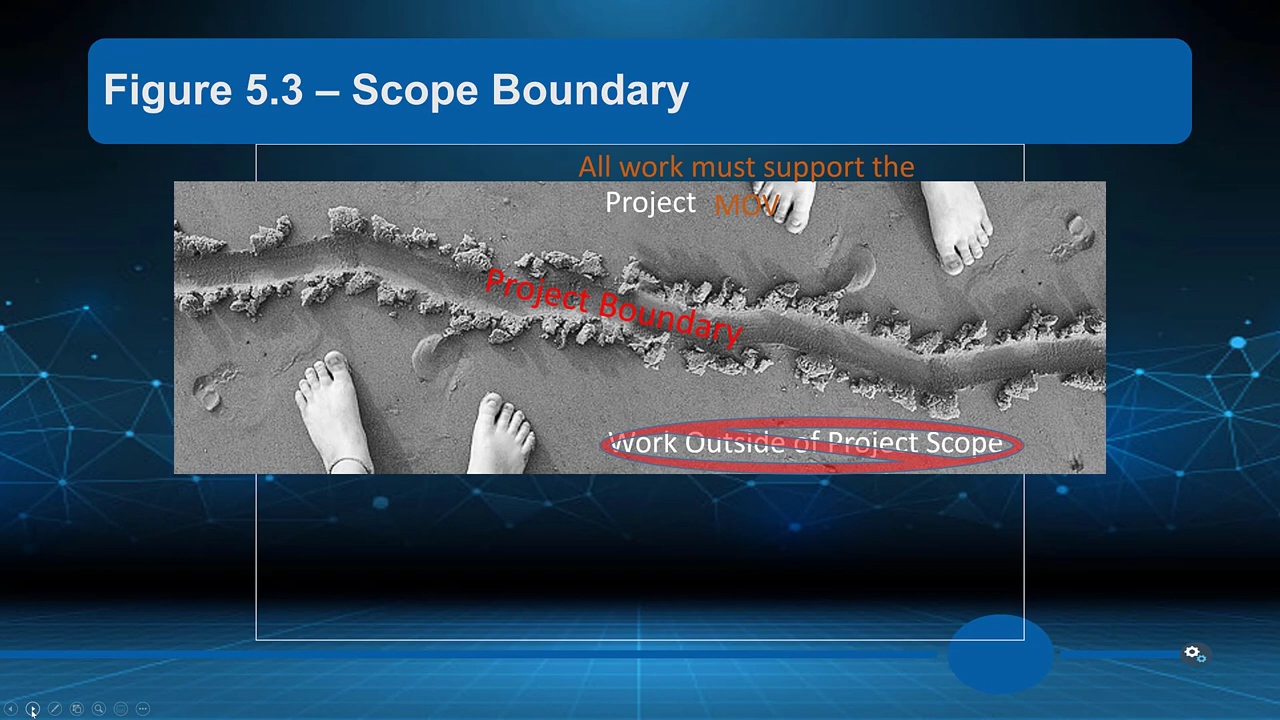 Figure 5.3 – Scope Boundary
All work must support the
Project MOV
Project Boundary
Work Outside of Project Scope